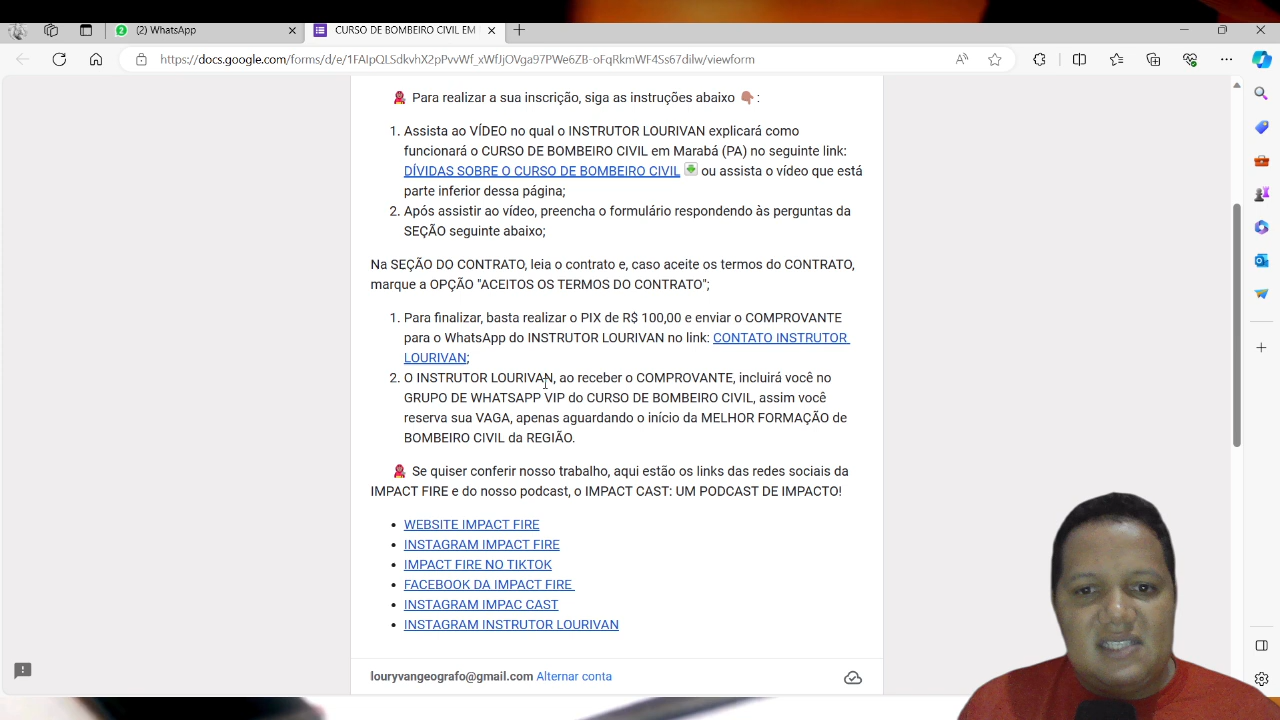 (2) WhatsApp
CURSO DE BOMBEIRO CIVIL EM
https://docs.google.com/forms/d/e/1FAIpQLSdkvhX2pPvvWf_xWfJjOVga97PWe6ZB-oFqRkmWF4Ss67dilw/viewform
Para realizar a sua inscrição, siga as instruções abaixo 👇🏽 :
1. Assista ao VÍDEO no qual o INSTRUTOR LOURIVAN explicará como
funcionará o CURSO DE BOMBEIRO CIVIL em Marabá (PA) no seguinte link:
DÍVIDAS SOBRE O CURSO DE BOMBEIRO CIVIL ou assista o vídeo que está
parte inferior dessa página;
2. Após assistir ao vídeo, preencha o formulário respondendo às perguntas da
SEÇÃO seguinte abaixo;
Na SEÇÃO DO CONTRATO, leia o contrato e, caso aceite os termos do CONTRATO,
marque a OPÇÃO "ACEITOS OS TERMOS DO CONTRATO";
1. Para finalizar, basta realizar o PIX de R$ 100,00 e enviar o COMPROVANTE
para o WhatsApp do INSTRUTOR LOURIVAN no link: CONTATO INSTRUTOR
LOURIVAN;
2. O INSTRUTOR LOURIVAN, ao receber o COMPROVANTE, incluirá você no
GRUPO DE WHATSAPP VIP do CURSO DE BOMBEIRO CIVIL, assim você
reserva sua VAGA, apenas aguardando o início da MELHOR FORMAÇÃO de
BOMBEIRO CIVIL da REGIÃO.
Se quiser conferir nosso trabalho, aqui estão os links das redes sociais da
IMPACT FIRE e do nosso podcast, o IMPACT CAST: UM PODCAST DE IMPACTO!
• WEBSITE IMPACT FIRE
• INSTAGRAM IMPACT FIRE
• IMPACT FIRE NO TIKTOK
• FACEBOOK DA IMPACT FIRE
• INSTAGRAM IMPAC CAST
• INSTAGRAM INSTRUTOR LOURIVAN
louryvangeografo@gmail.com Alternar conta